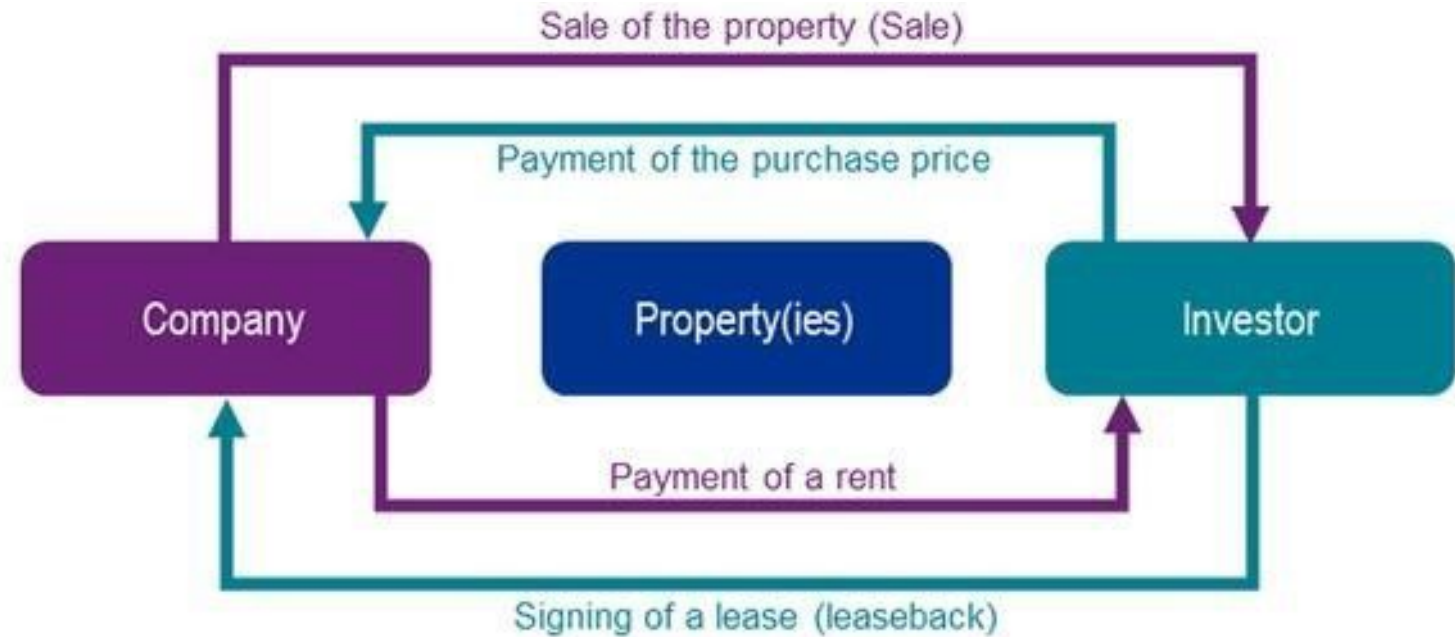 Sale of the property (Sale)
Payment of the purchase price
Company
Property(ies)
Investor
Payment of a rent
Signing of a lease (leaseback)